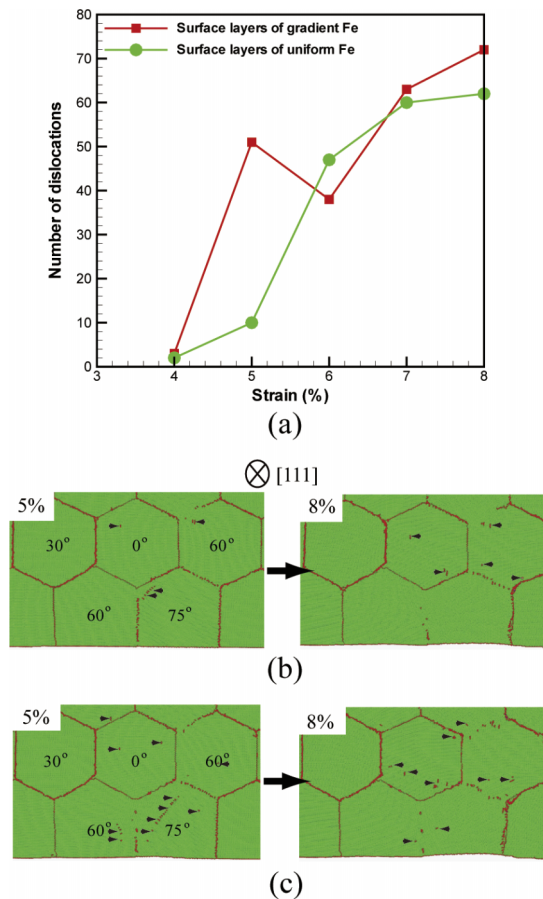 80
Surface layers of gradient Fe
70
Surface layers of uniform Fe
60
50
40
30
20
10
0
Number of dislocations
3 4 5 6 7 8
Strain (%)
(a)
[111]
5%
30° 0° 60°
60° 75°
8%
(b)
5%
30° 0° 60°
60° 75°
8%
(c)